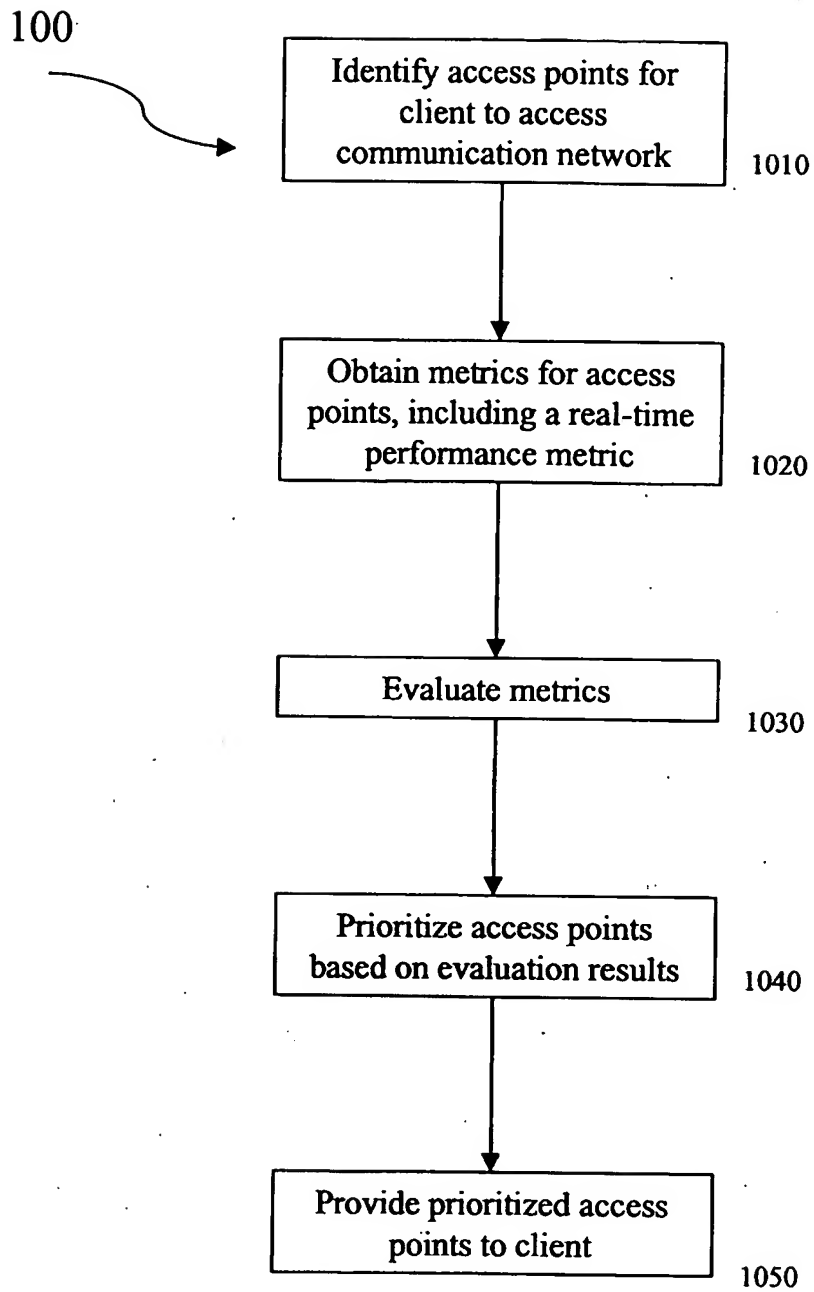 100
Identify access points for
client to access
communication network
1010
Obtain metrics for access
points, including a real-time
performance metric
1020
Evaluate metrics
1030
Prioritize access points
based on evaluation results
1040
Provide prioritized access
points to client
1050